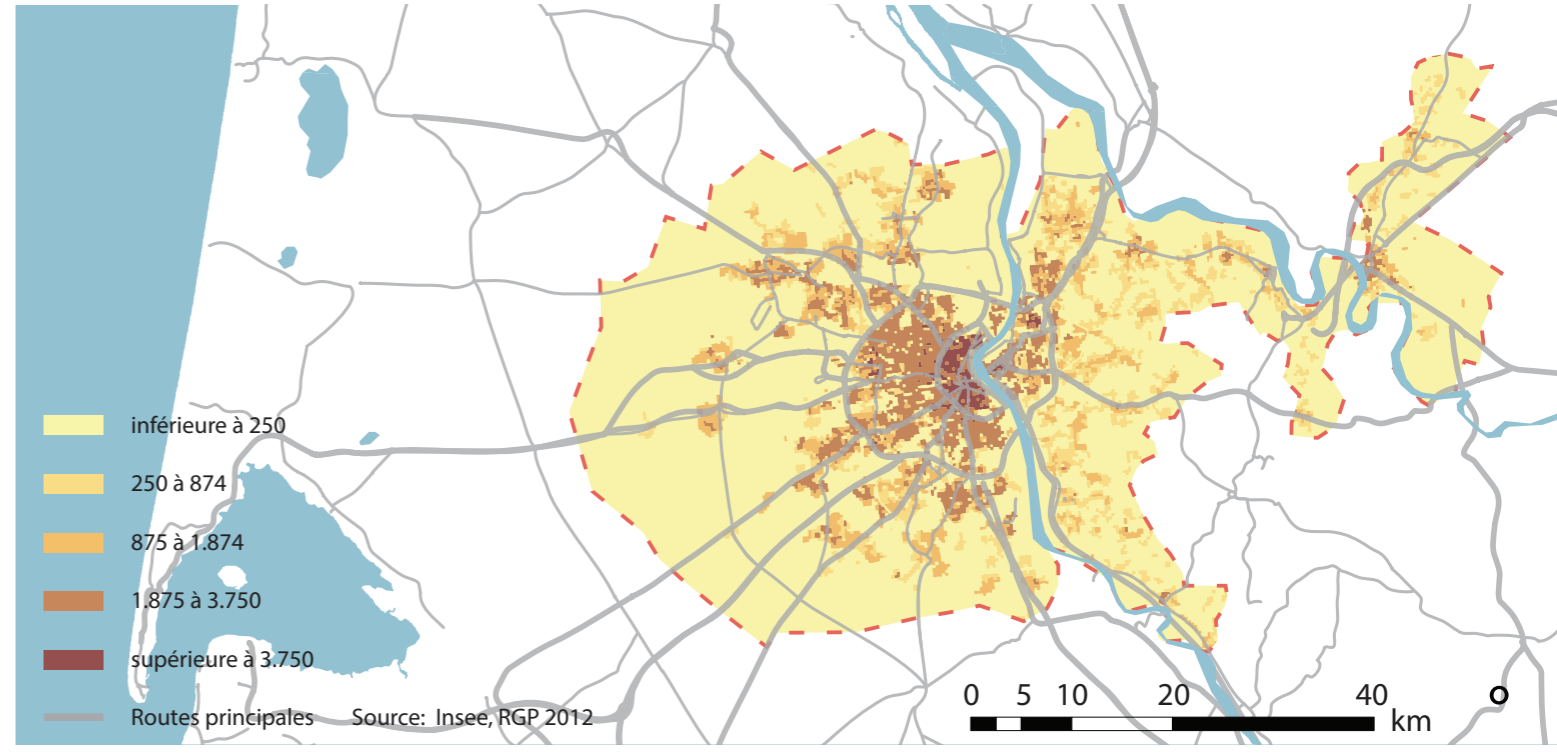 inférieure à 250
250 à 874
875 à 1.874
1.875 à 3.750
supérieure à 3.750
Routes principales Source: Insee, RGP 2012
0 5 10 20 40
km